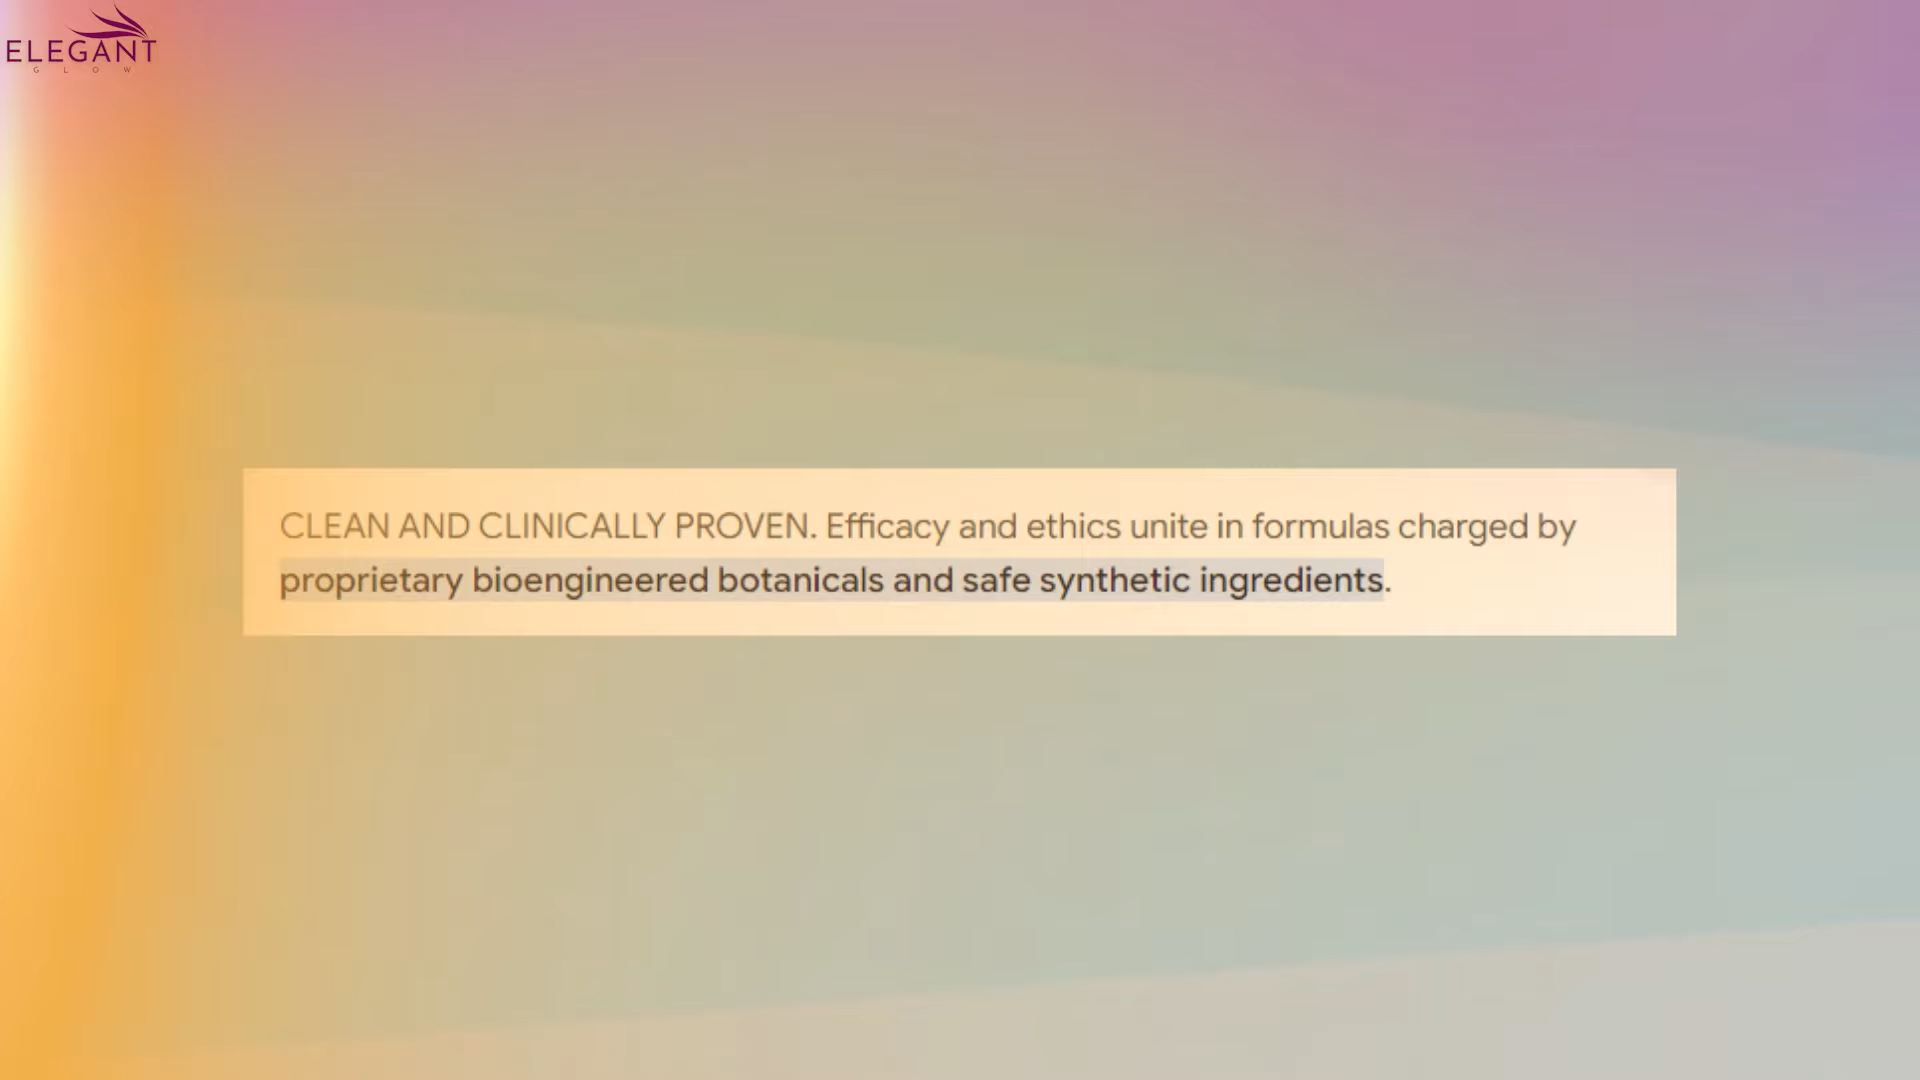 ELEGANT
GLOW
CLEAN AND CLINICALLY PROVEN. Efficacy and ethics unite in formulas charged by
proprietary bioengineered botanicals and safe synthetic ingredients.